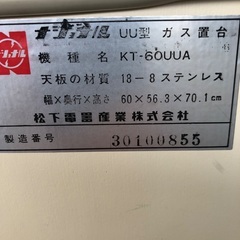 ナショナル UU型 ガス置台
機種名 KT-60UUA
天板の材質 18-8ステンレス
幅×奥行×高さ 60×56.3×70.1cm
松下電器産業株式会社
製造番号 30100855